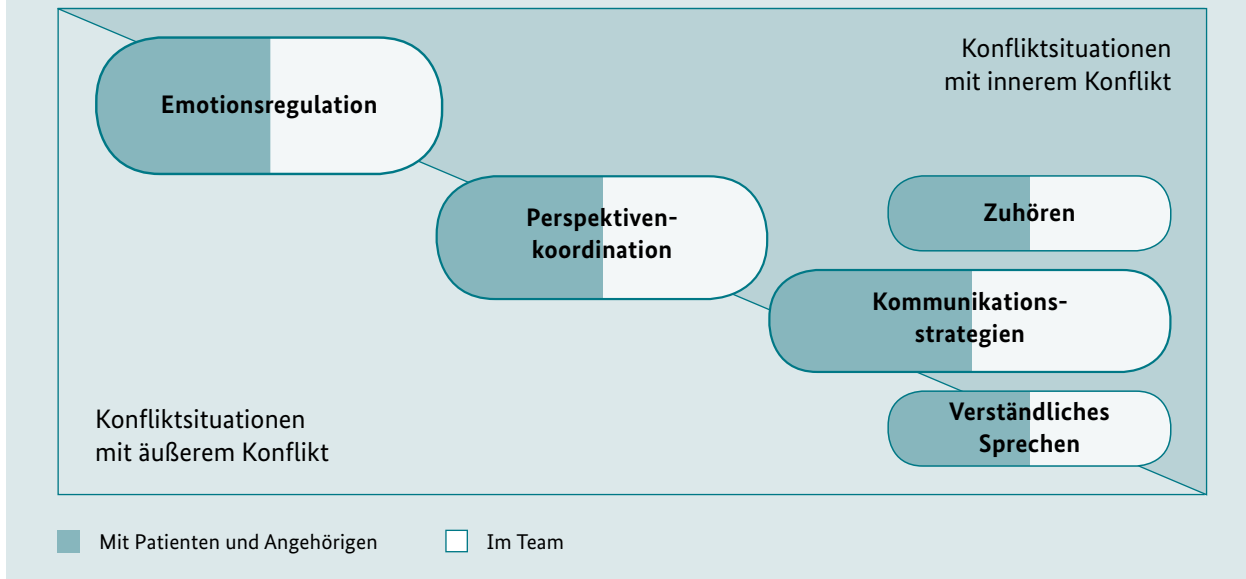 Konfliktsituationen
mit innerem Konflikt
Emotionsregulation
Perspektiven-
koordination
Zuhören
Kommunikations-
strategien
Verständliches
Sprechen
Konfliktsituationen
mit äußerem Konflikt
Mit Patienten und Angehörigen
Im Team